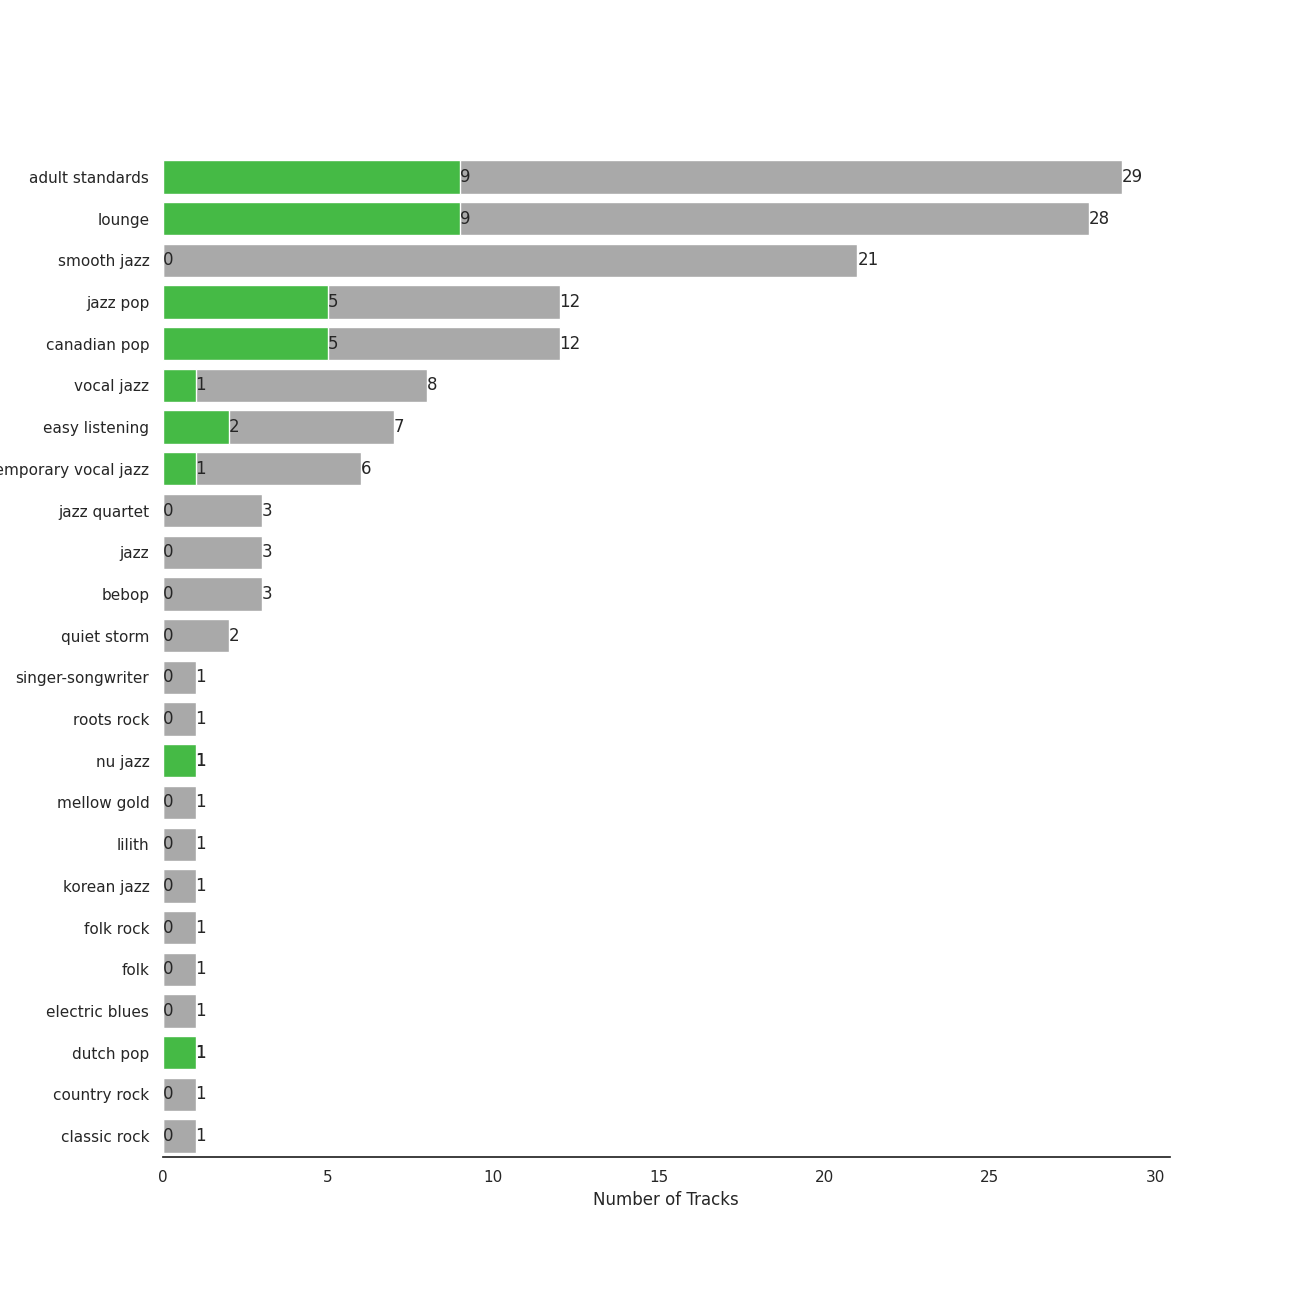 adult standards 9 29
lounge 9 28
smooth jazz 0 21
jazz pop 5 12
canadian pop 5 12
vocal jazz 1 8
easy listening 2 7
vocal jazz 1 6
jazz quartet 0 3
jazz 0 3
bebop 0 3
quiet storm 0 2
singer-songwriter 0 1
roots rock 0 1
nu jazz 1
mellow gold 0 1
lilith 0 1
korean jazz 0 1
folk rock 0 1
folk 0 1
electric blues 0 1
dutch pop 1
country rock 0 1
classic rock 0 1
0 5 10 15 20 25 30
Number of Tracks